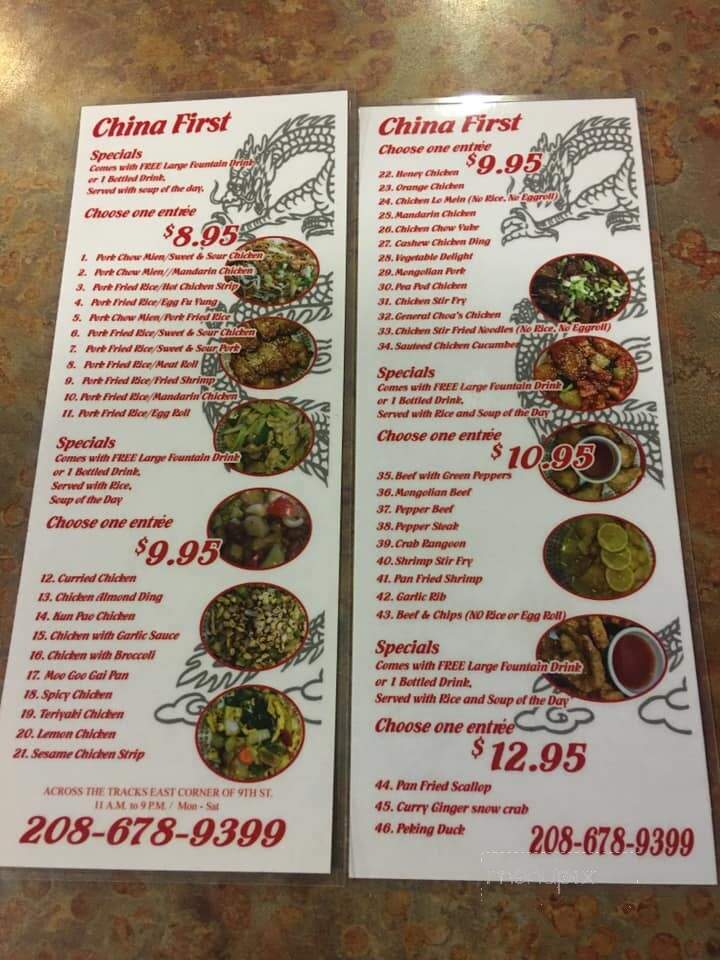 China First
Specials
Comes with FREE Large Fountain Drink
or 1 Bottled Drink,
Served with soup of the day.
Choose one entrée
$8.95
1. Pork Chow Mien/Sweet & Sour Chicken
2. Pork Chow Mien//Mandarin Chicken
3. Pork Fried Rice/Hot Chicken Strip
4. Pork Fried Rice/Egg Fu Yung
5. Pork Chow Mien/Pork Fried Rice
6. Pork Fried Rice/Sweet & Sour Chicken
7. Pork Fried Rice/Sweet & Sour Pork
8. Pork Fried Rice/Meat Roll
9. Pork Fried Rice/Fried Shrimp
10. Pork Fried Rice/Mandarin Chicken
11. Pork Fried Rice/Egg Roll
Specials
Comes with FREE Large Fountain Drink
or 1 Bottled Drink,
Served with Rice,
Soup of the Day
Choose one entrée
$9.95
12. Curried Chicken
13. Chicken Almond Ding
14. Kun Pao Chicken
15. Chicken with Garlic Sauce
16. Chicken with Broccoli
17. Moo Goo Gai Pan
18. Spicy Chicken
19. Teriyaki Chicken
20. Lemon Chicken
21. Sesame Chicken Strip
ACROSS THE TRACKS EAST CORNER OF 9TH ST.
11 A.M. to 9 P.M. / Mon - Sat
208-678-9399
China First
Choose one entrée
$9.95
22. Honey Chicken
23. Orange Chicken
24. Chicken Lo Mein (No Rice, No Eggroll)
25. Mandarin Chicken
26. Chicken Chow Yuke
27. Cashew Chicken Ding
28. Vegetable Delight
29. Mongolian Pork
30. Pea Pod Chicken
31. Chicken Stir Fry
32. General Choa's Chicken
33. Chicken Stir Fried Noodles (No Rice, No Eggroll)
34. Sauteed Chicken Cucumber
Specials
Comes with FREE Large Fountain Drink
or 1 Bottled Drink,
Served with Rice and Soup of the Day
Choose one entrée
$10.95
35. Beef with Green Peppers
36. Mongolian Beef
37. Pepper Beef
38. Pepper Steak
39. Crab Rangoon
40. Shrimp Stir Fry
41. Pan Fried Shrimp
42. Garlic Rib
43. Beef & Chips (NO Rice or Egg Roll)
Specials
Comes with FREE Large Fountain Drink
or 1 Bottled Drink,
Served with Rice and Soup of the Day
Choose one entrée
$12.95
44. Pan Fried Scallop
45. Curry Ginger snow crab
46. Peking Duck
208-678-9399
menupix